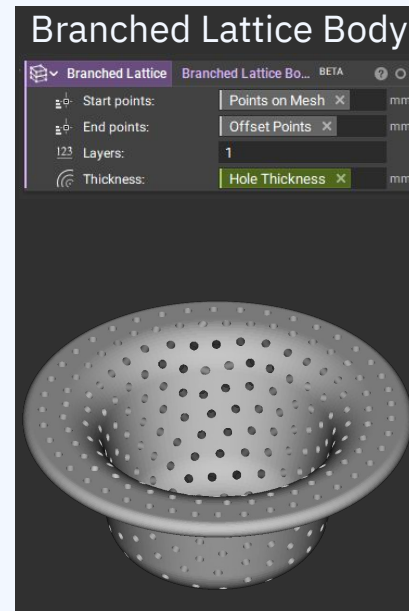 Branched Lattice Body
Branched Lattice Branched Lattice Bo... BETA
Start points: Points on Mesh mm
End points: Offset Points mm
123 Layers: 1
Thickness: Hole Thickness mm